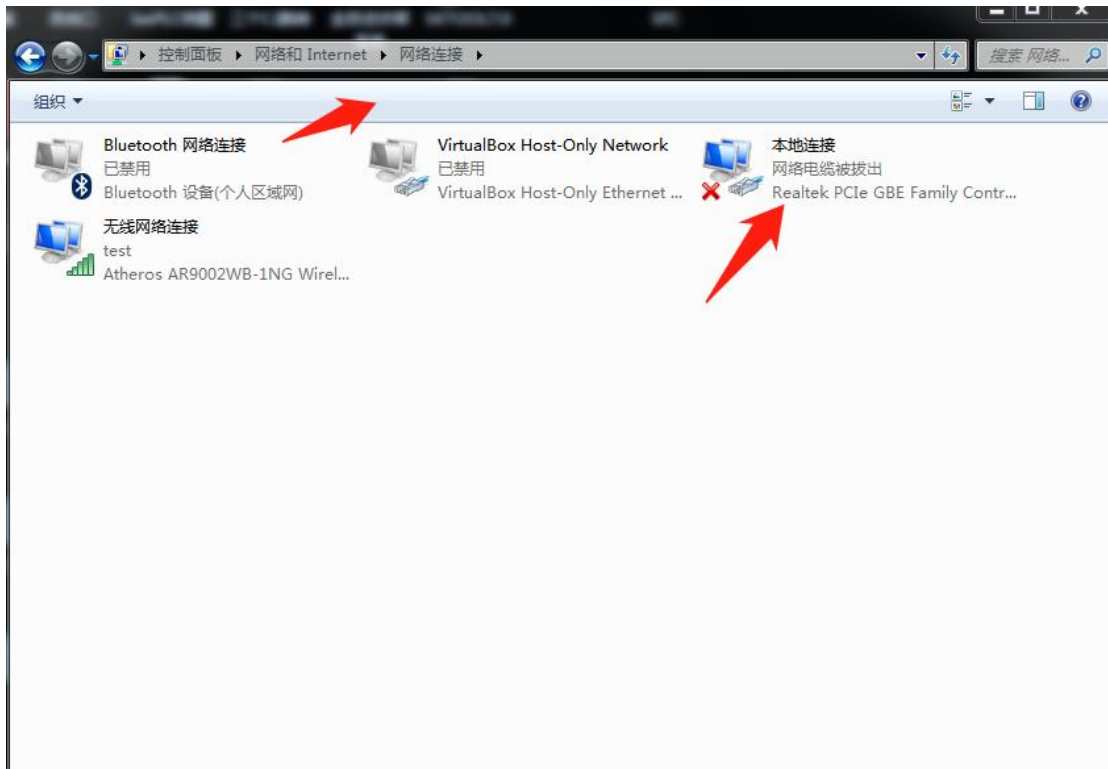 控制面板 ▸ 网络和 Internet ▸ 网络连接 ▸
搜索 网络...
组织
Bluetooth 网络连接
已禁用
Bluetooth 设备(个人区域网)
VirtualBox Host-Only Network
已禁用
VirtualBox Host-Only Ethernet ...
本地连接
网络电缆被拔出
Realtek PCIe GBE Family Contr...
无线网络连接
test
Atheros AR9002WB-1NG Wirel...